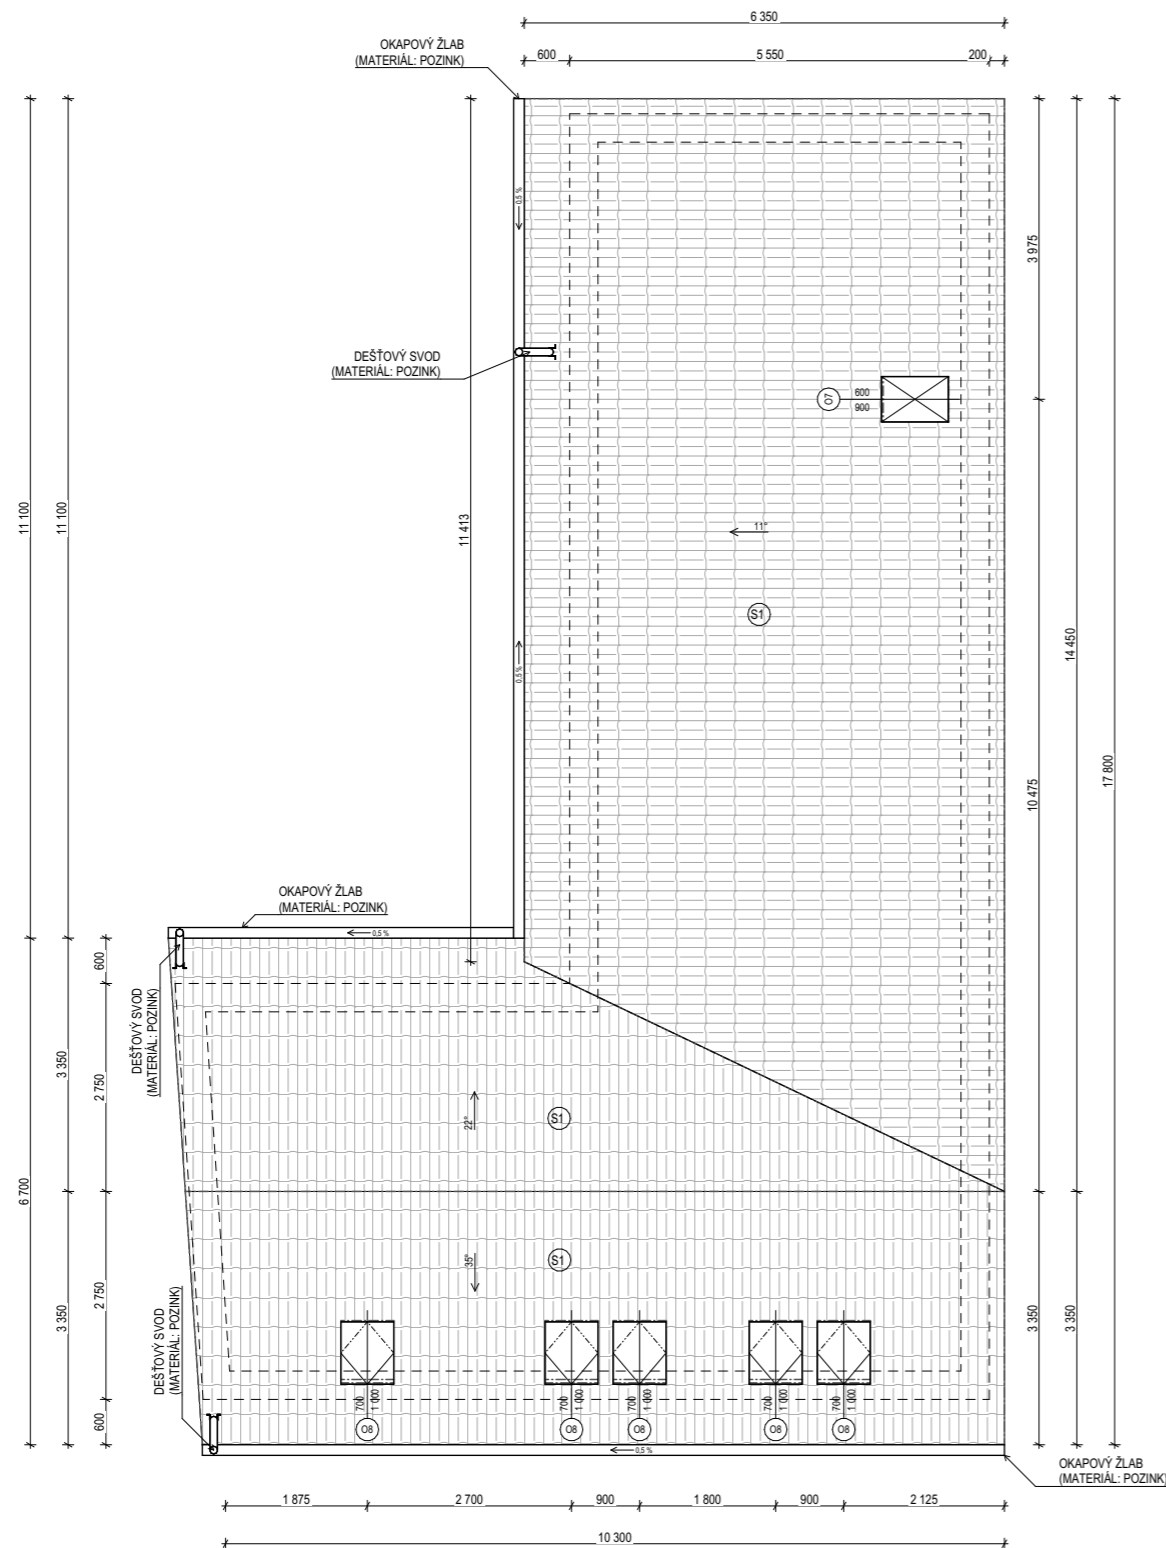 6 350
OKAPOVÝ ŽLAB
(MATERIÁL: POZINK)
600
5 550
200
0,5 %
3 975
DEŠŤOVÝ SVOD
(MATERIÁL: POZINK)
O7
600
900
11 100
11 100
11 413
11°
S1
14 450
0,5 %
17 800
10 475
OKAPOVÝ ŽLAB
(MATERIÁL: POZINK)
0,5 %
600
DEŠŤOVÝ SVOD
(MATERIÁL: POZINK)
3 350
2 750
22°
S1
6 700
35°
S1
3 350
2 750
3 350
3 350
DEŠŤOVÝ SVOD
(MATERIÁL: POZINK)
600
700
1 000
700
1 000
700
1 000
700
1 000
700
1 000
O8
O8
O8
O8
O8
0,5 %
OKAPOVÝ ŽLAB
(MATERIÁL: POZINK)
1 875
2 700
900
1 800
900
2 125
10 300